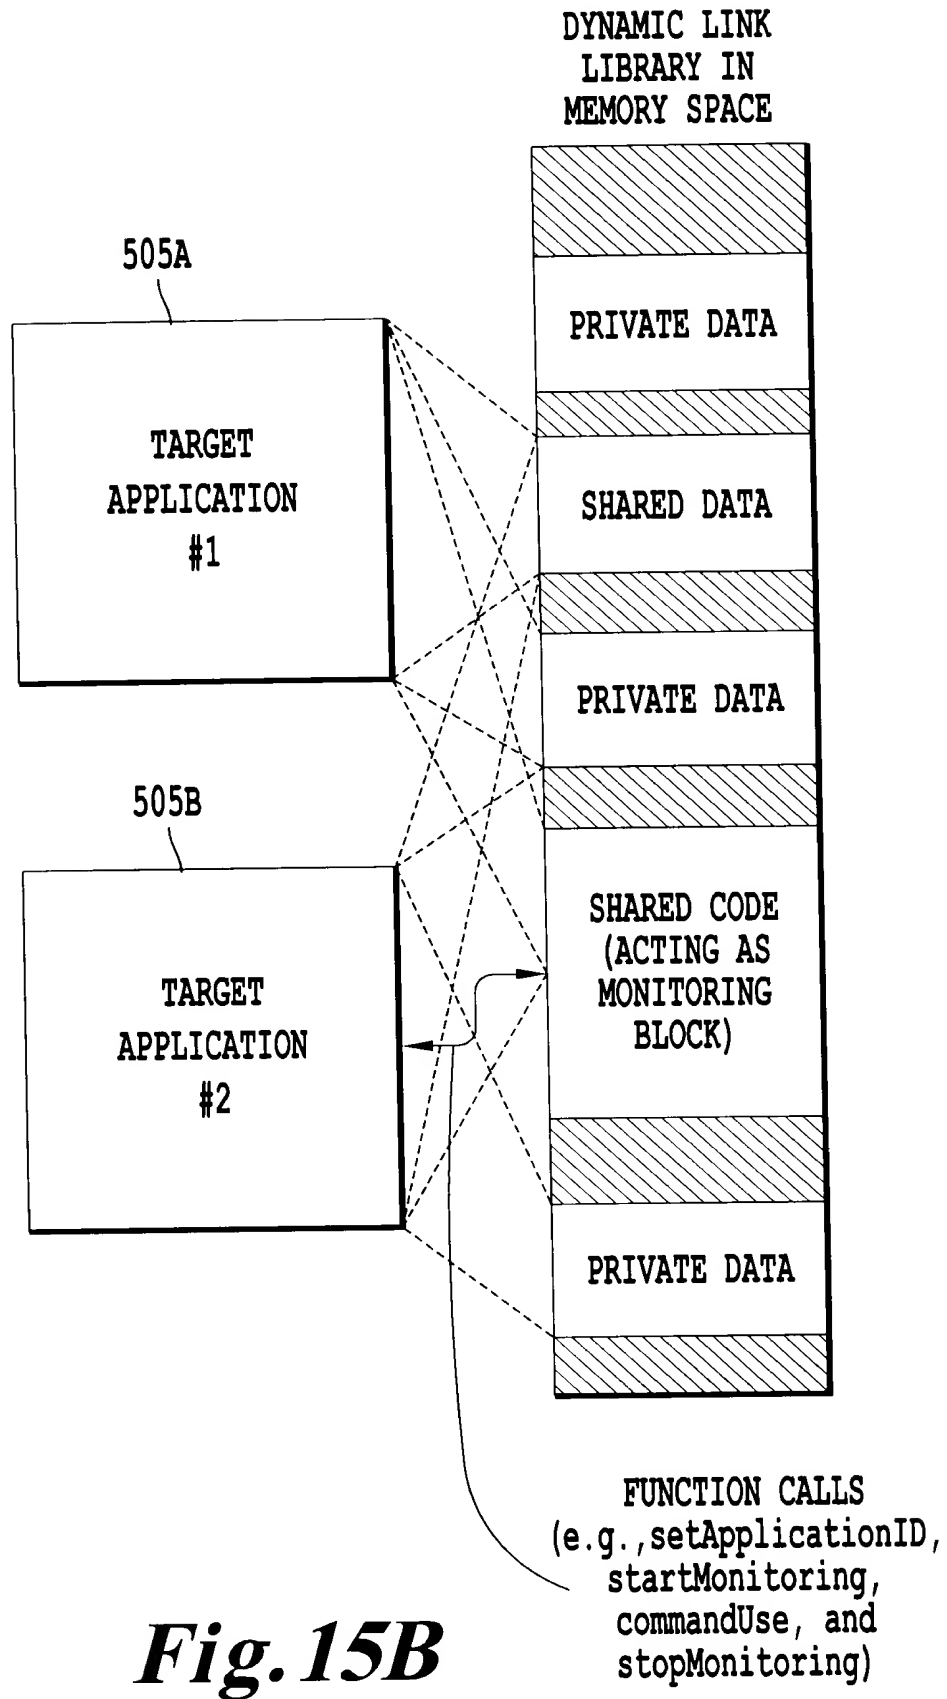 DYNAMIC LINK
LIBRARY IN
MEMORY SPACE
505A
PRIVATE DATA
TARGET
APPLICATION
#1
SHARED DATA
PRIVATE DATA
505B
SHARED CODE
(ACTING AS
MONITORING
BLOCK)
TARGET
APPLICATION
#2
PRIVATE DATA
FUNCTION CALLS
(e.g.,setApplicationID,
startMonitoring,
commandUse, and
stopMonitoring)
Fig. 15B